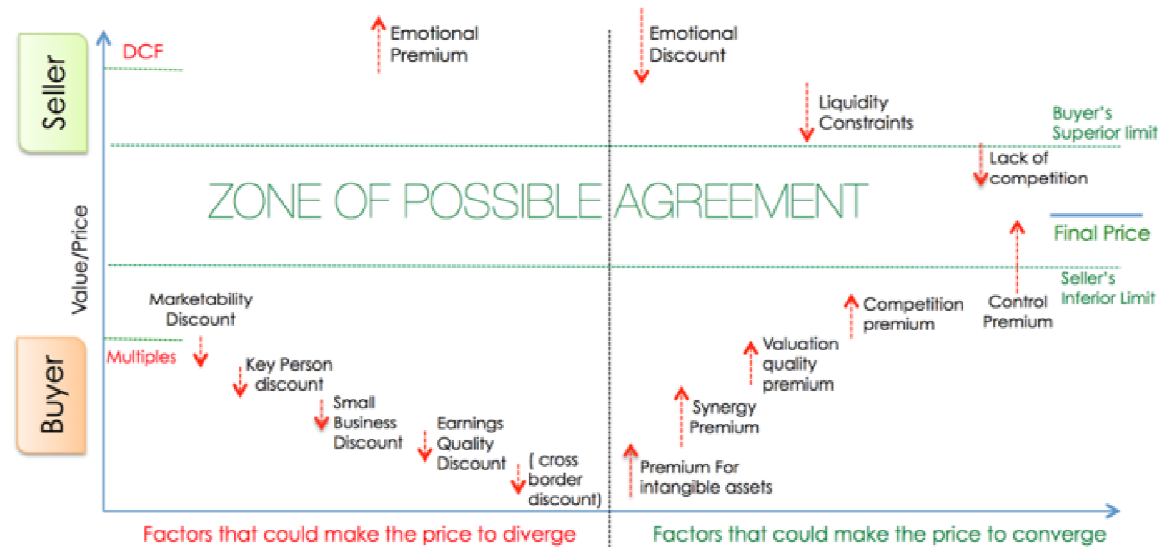 Seller
DCF
Emotional
Premium
Emotional
Discount
Liquidity
Constraints
Buyer's
Superior limit
Lack of
competition
ZONE OF POSSIBLE AGREEMENT
Final Price
Value/Price
Seller's
Inferior Limit
Marketability
Discount
Competition
premium
Control
Premium
Buyer
Multiples
Key Person
discount
Valuation
quality
premium
Small
Business
Discount
Synergy
Premium
Earnings
Quality
Discount
( cross
border
discount)
Premium For
intangible assets
Factors that could make the price to diverge
Factors that could make the price to converge